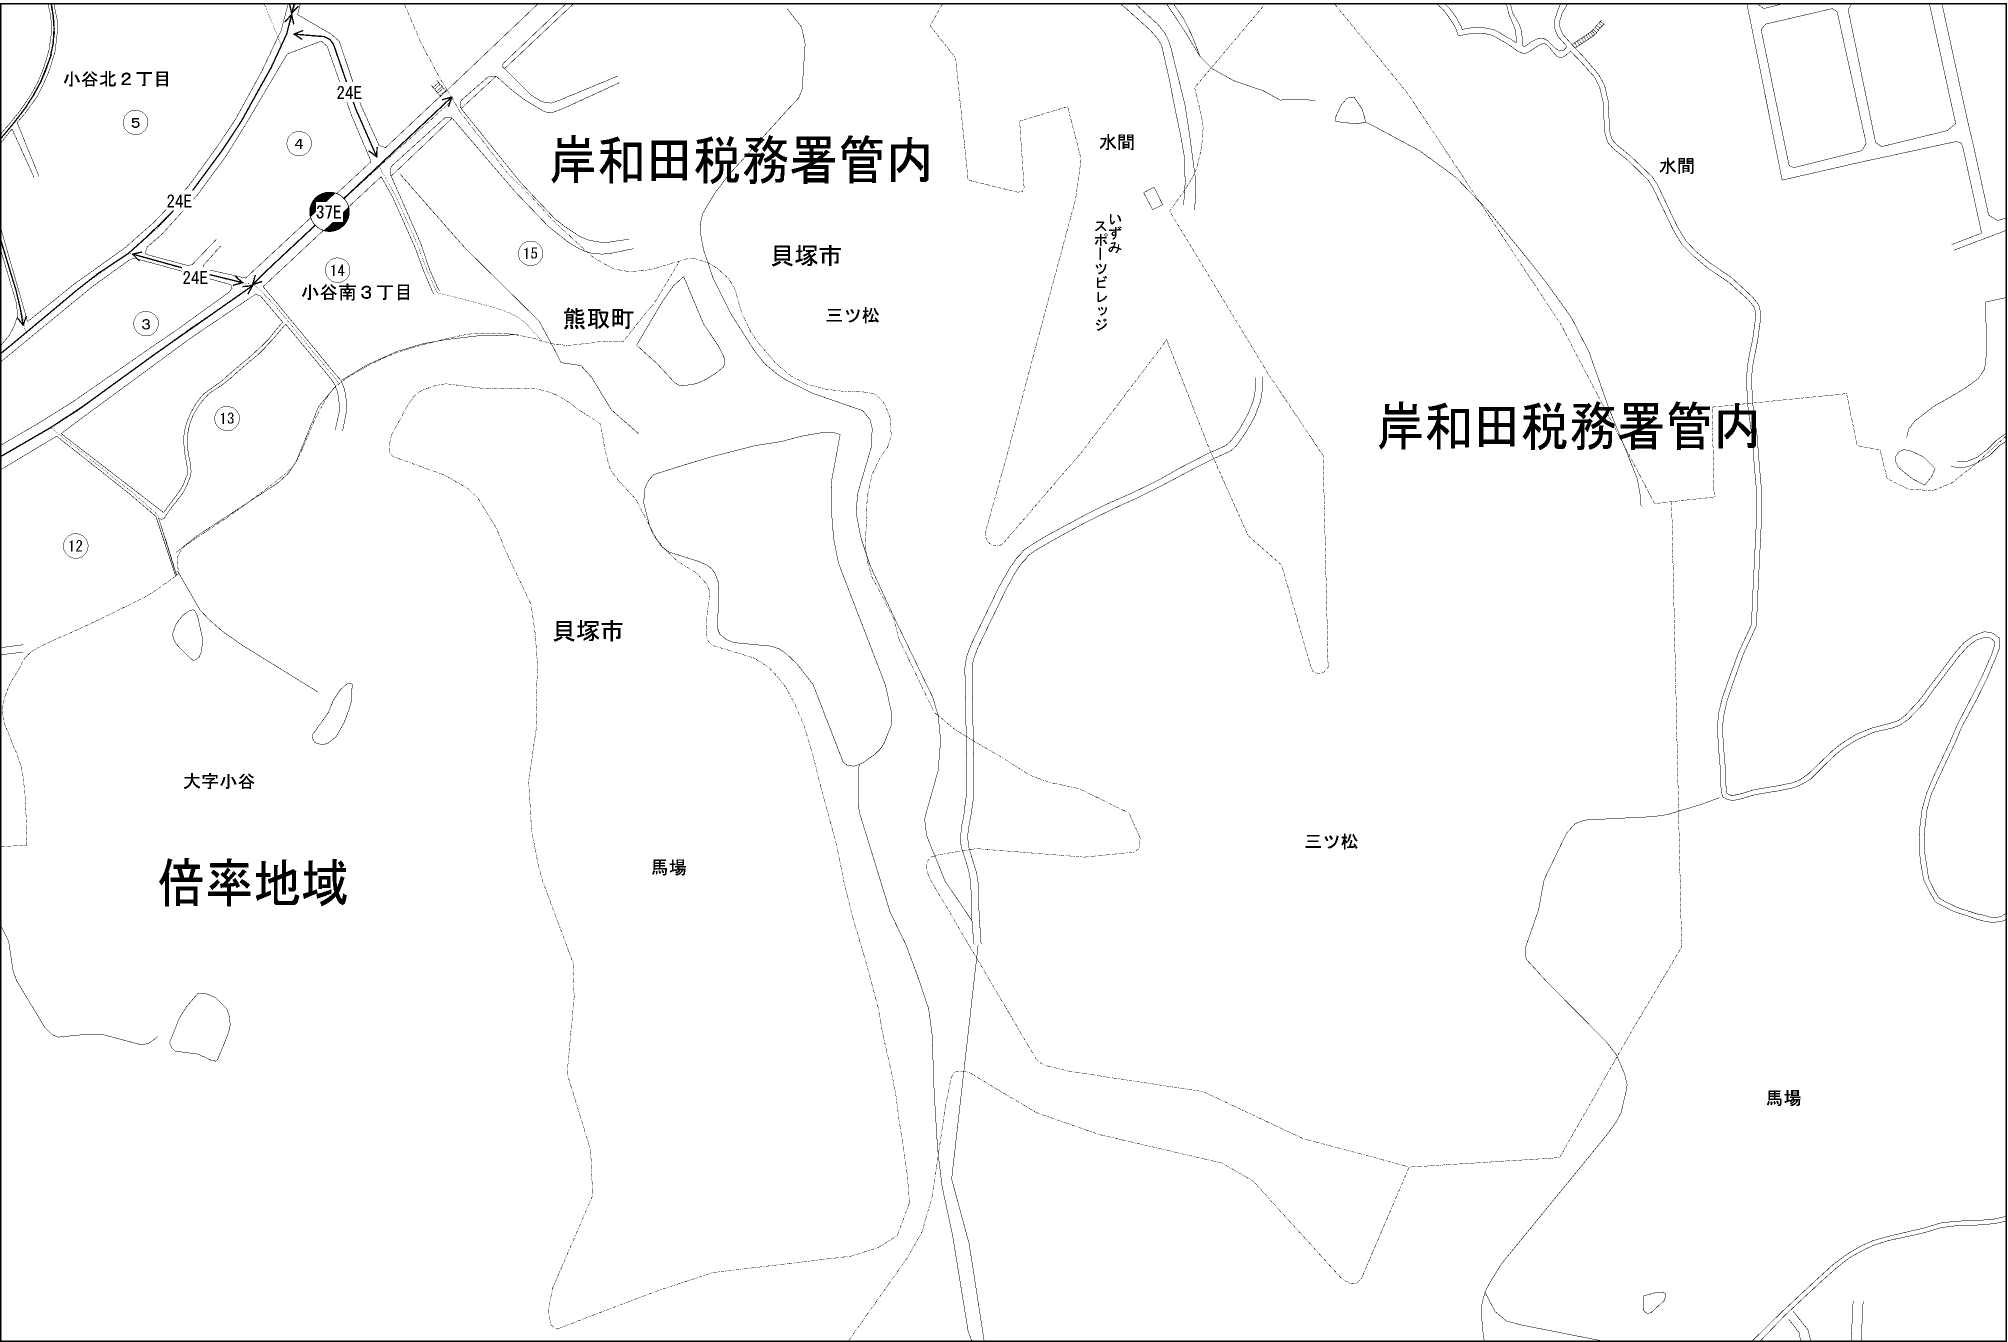 小谷北２丁目
24E
5
4
岸和田税務署管内
水間
水間
24E
37E
いずみ
スポーツビレッジ
15
貝塚市
14
24E
小谷南３丁目
3
熊取町
三ツ松
13
岸和田税務署管内
12
貝塚市
大字小谷
三ツ松
馬場
倍率地域
馬場